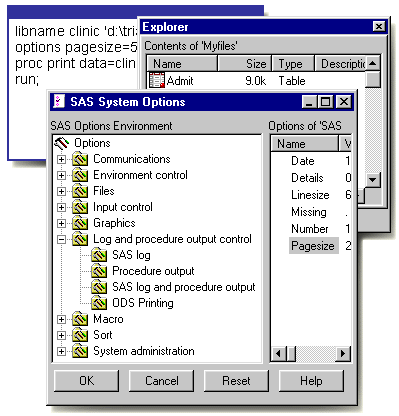 libname clinic 'd:\tris
options pagesize=5
proc print data=clin
run;
Explorer
Contents of 'Myfiles'
Name Size Type Descriptic
Admit 9.0k Table
SAS System Options
SAS Options Environment
Options
Communications
Environment control
Files
Input control
Graphics
Log and procedure output control
SAS log
Procedure output
SAS log and procedure output
ODS Printing
Macro
Sort
System administration
Options of 'SAS
Name V
Date 1
Details 0
Linesize 6
Missing .
Number 1
Pagesize 2
OK Cancel Reset Help